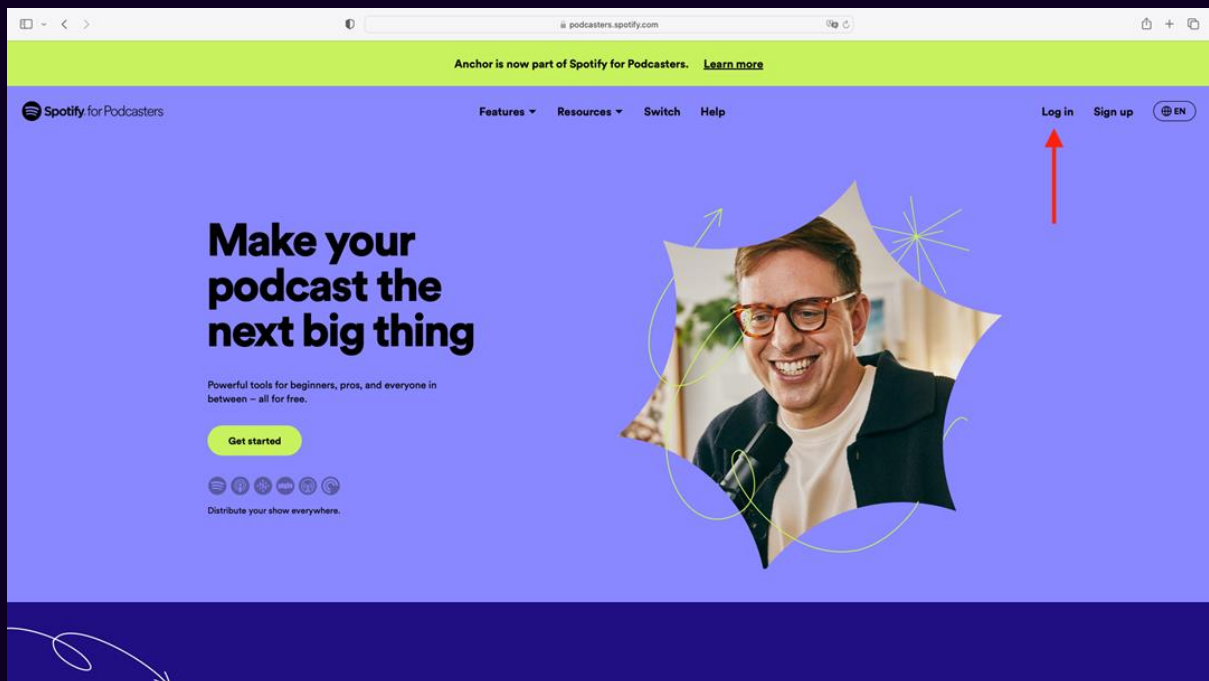 podcasters.spotify.com
Anchor is now part of Spotify for Podcasters. Learn more
Spotify for Podcasters Features Resources Switch Help Log in Sign up EN
Make your
podcast the
next big thing
Powerful tools for beginners, pros, and everyone in
between – all for free.
Get started
Distribute your show everywhere.